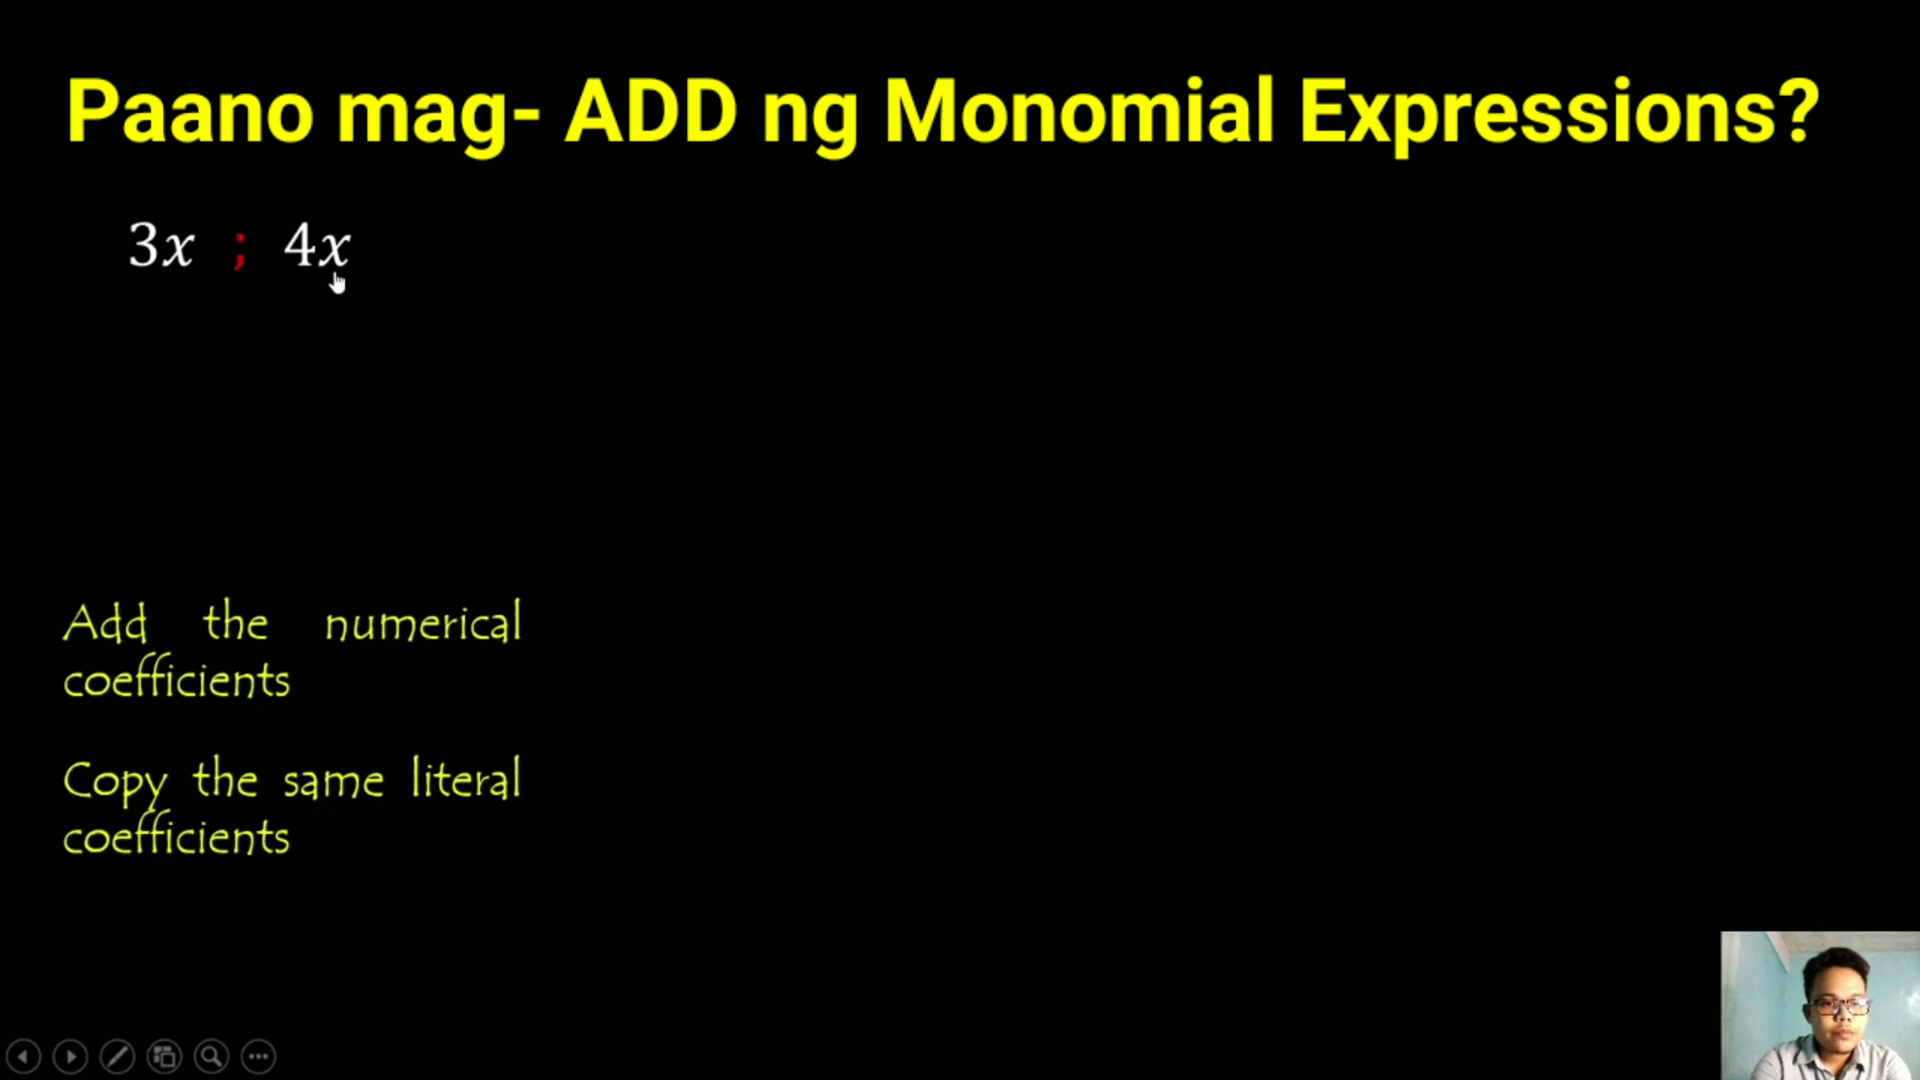 Paano mag- ADD ng Monomial Expressions?
3x ; 4x
Add the numerical
coefficients
Copy the same literal
coefficients